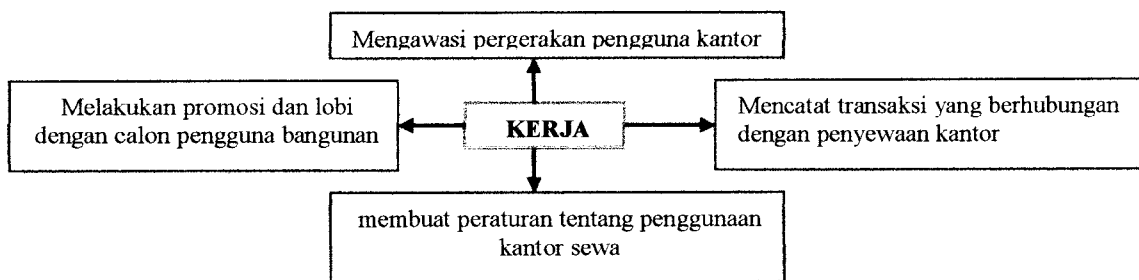 Mengawasi pergerakan pengguna kantor
Melakukan promosi dan lobi
dengan calon pengguna bangunan
KERJA
Mencatat transaksi yang berhubungan
dengan penyewaan kantor
membuat peraturan tentang penggunaan
kantor sewa